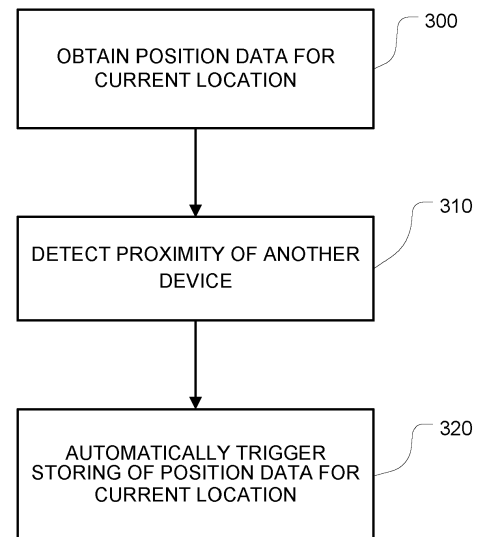 300
OBTAIN POSITION DATA FOR
CURRENT LOCATION
310
DETECT PROXIMITY OF ANOTHER
DEVICE
320
AUTOMATICALLY TRIGGER
STORING OF POSITION DATA FOR
CURRENT LOCATION